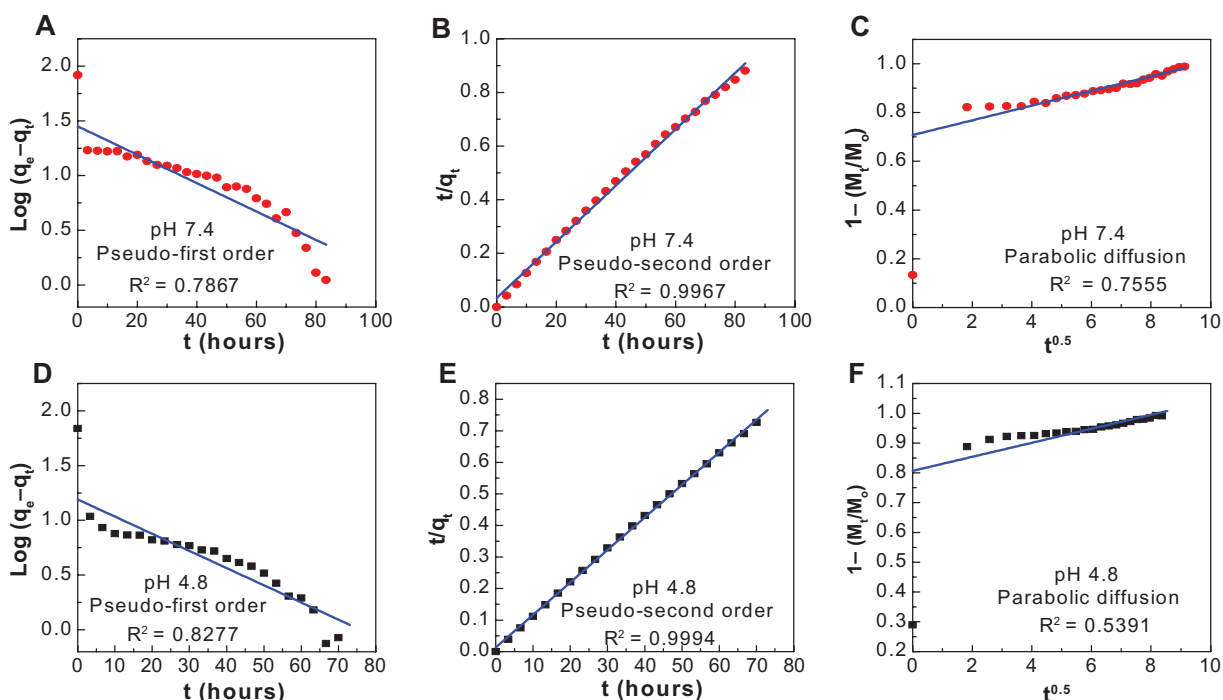 A
Log (qₑ–qₜ)
2.0
1.5
1.0
0.5
0.0
pH 7.4
Pseudo-first order
R² = 0.7867
0 20 40 60 80 100
t (hours)
B
t/qₜ
1.0
0.8
0.6
0.4
0.2
0.0
pH 7.4
Pseudo-second order
R² = 0.9967
0 10 20 30 40 50 60 70 80 90 100
t (hours)
C
1– (Mₜ/Mₒ)
1.0
0.8
0.6
0.4
0.2
0.0
pH 7.4
Parabolic diffusion
R² = 0.7555
0 2 4 6 8 10
t⁰·⁵
D
Log (qₑ–qₜ)
2.0
1.5
1.0
0.5
0.0
pH 4.8
Pseudo-first order
R² = 0.8277
0 10 20 30 40 50 60 70 80
t (hours)
E
t/qₜ
0.8
0.7
0.6
0.5
0.4
0.3
0.2
0.1
0.0
pH 4.8
Pseudo-second order
R² = 0.9994
0 10 20 30 40 50 60 70 80
t (hours)
F
1– (Mₜ/Mₒ)
1.1
1.0
0.9
0.8
0.7
0.6
0.5
0.4
0.3
0.2
pH 4.8
Parabolic diffusion
R² = 0.5391
0 2 4 6 8 10
t⁰·⁵